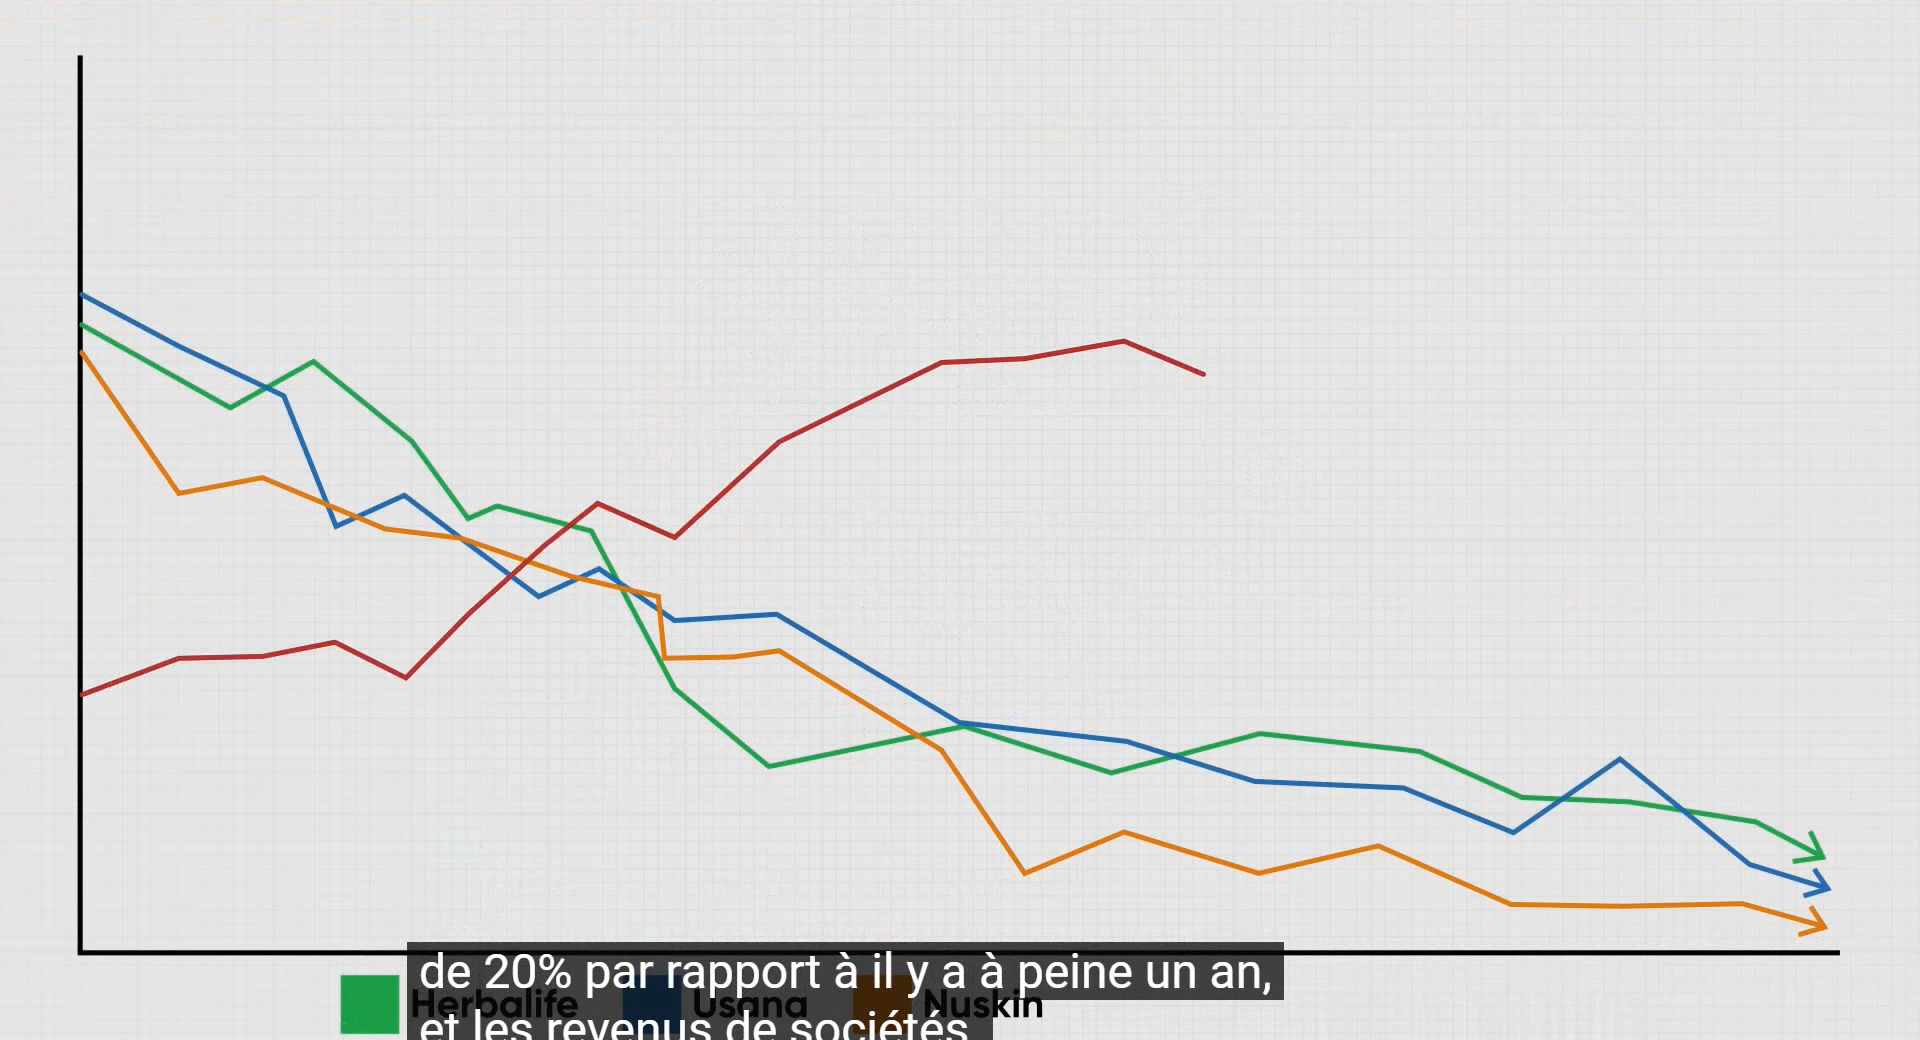 de 20% par rapport à il y a à peine un an,
Herbalife Usana Nuskin
et les revenus de sociétés